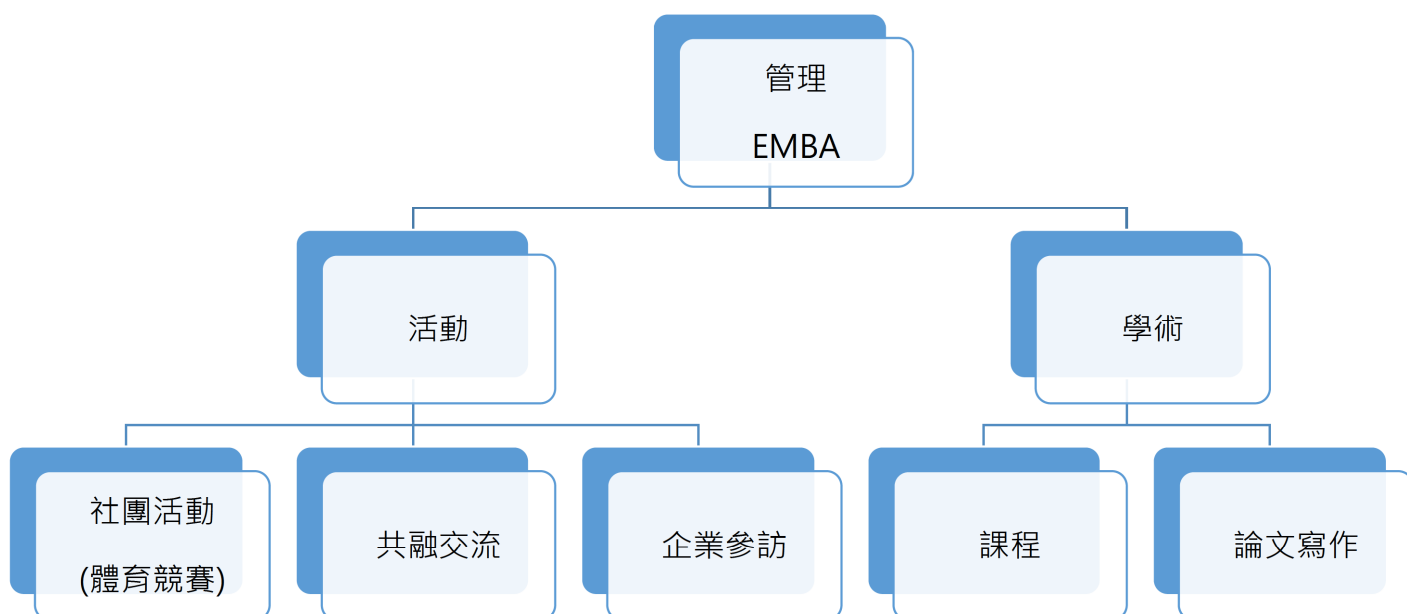 管理
EMBA
活動
學術
社團活動
(體育競賽)
共融交流
企業參訪
課程
論文寫作